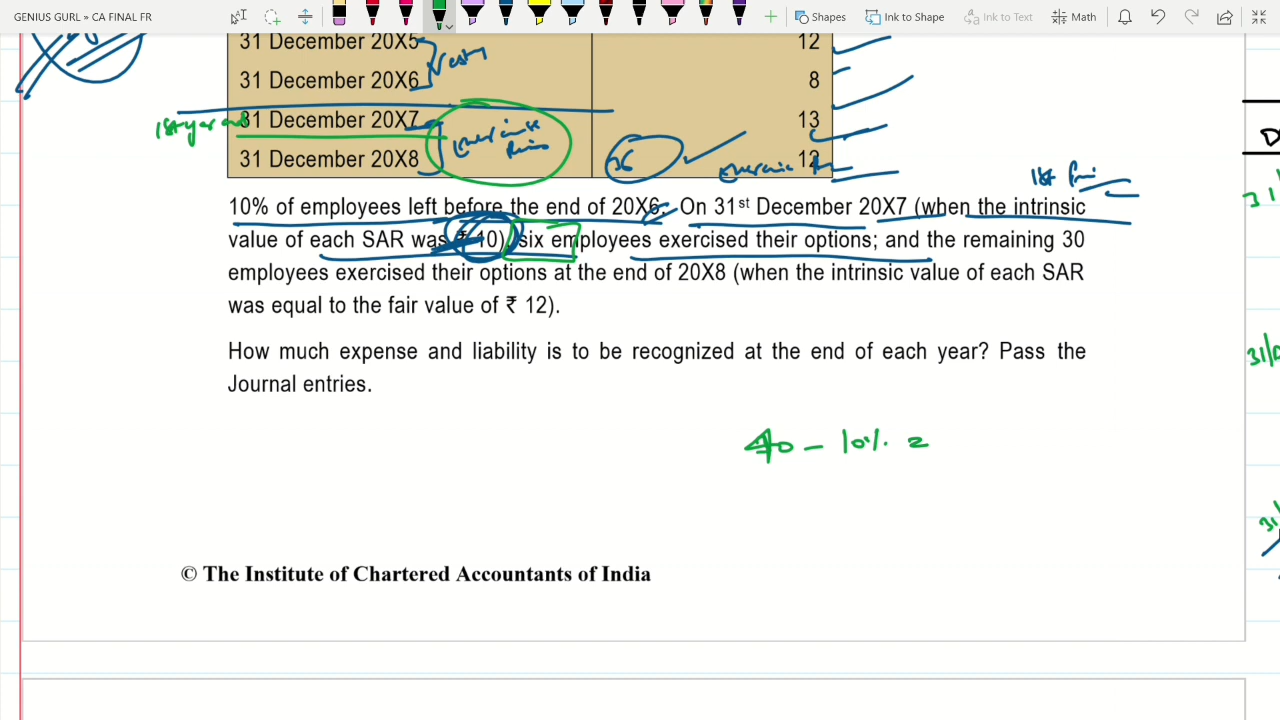 GENIUS GURL » CA FINAL FR
Shapes Ink to Shape Ink to Text Math
31 December 20X5 12
31 December 20X6 8
31 December 20X7 13
31 December 20X8 12
36
10% of employees left before the end of 20X6. On 31st December 20X7 (when the intrinsic
value of each SAR was ₹ 10), six employees exercised their options; and the remaining 30
employees exercised their options at the end of 20X8 (when the intrinsic value of each SAR
was equal to the fair value of ₹ 12).
How much expense and liability is to be recognized at the end of each year? Pass the
Journal entries.
40 – 10% =
© The Institute of Chartered Accountants of India